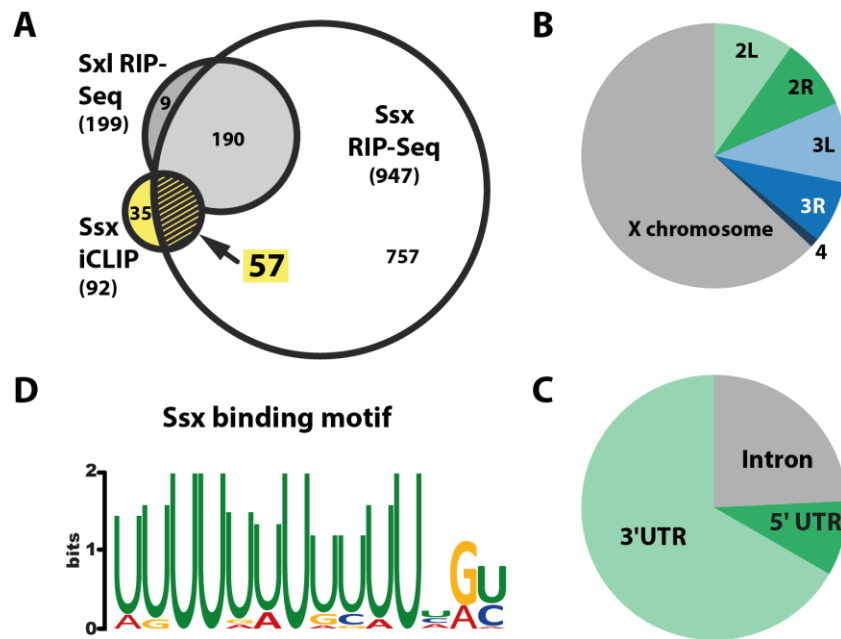 A
Sxl RIP-
Seq
(199)
9
190
Ssx
RIP-Seq
(947)
757
35
Ssx
iCLIP
(92)
57
B
2L
2R
3L
3R
4
X chromosome
D
Ssx binding motif
2
1
0
bits
C
Intron
5' UTR
3'UTR